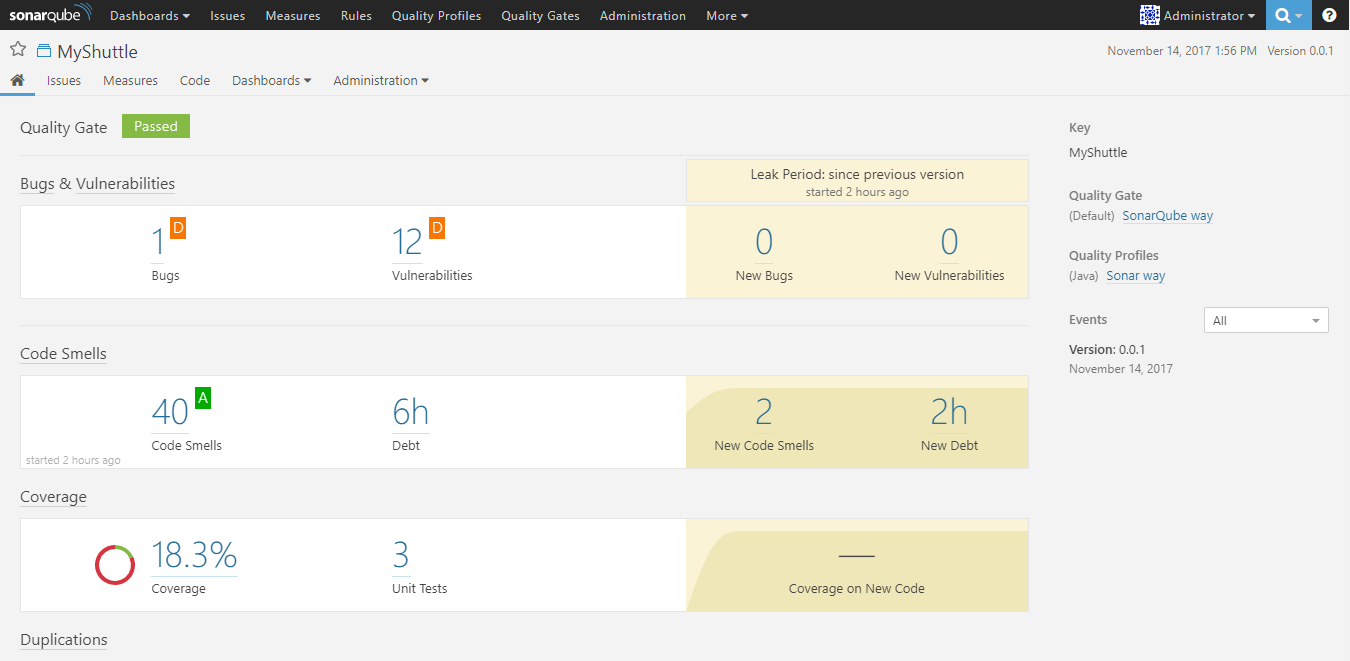 sonarqube Dashboards Issues Measures Rules Quality Profiles Quality Gates Administration More Administrator ?
MyShuttle November 14, 2017 1:56 PM Version 0.0.1
Issues Measures Code Dashboards Administration
Quality Gate Passed
Bugs & Vulnerabilities
Leak Period: since previous version
started 2 hours ago
1 D 12 D 0 0
Bugs Vulnerabilities New Bugs New Vulnerabilities
Code Smells
40 A 6h 2 2h
Code Smells Debt New Code Smells New Debt
started 2 hours ago
Coverage
18.3% 3 —
Coverage Unit Tests Coverage on New Code
Duplications
Key
MyShuttle
Quality Gate
(Default) SonarQube way
Quality Profiles
(Java) Sonar way
Events All
Version: 0.0.1
November 14, 2017